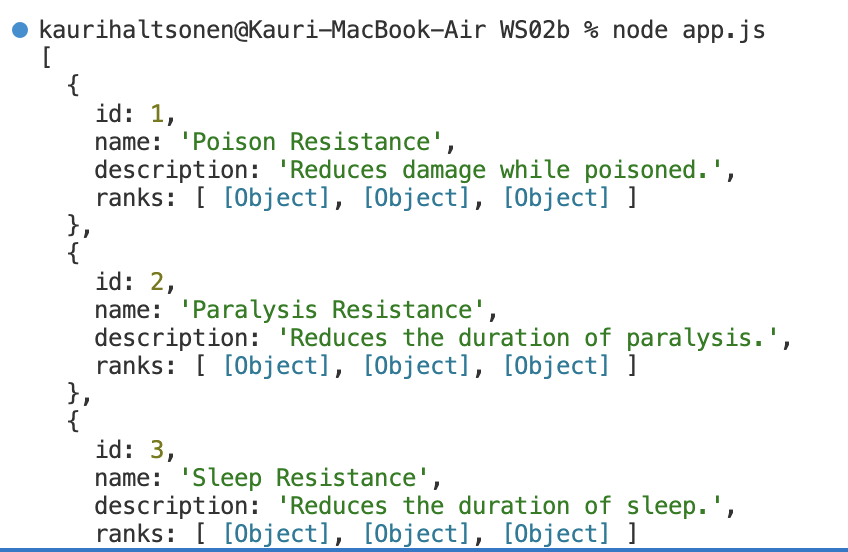 kaurihaltsonen@Kauri-MacBook-Air WS02b % node app.js
[
  {
    id: 1,
    name: 'Poison Resistance',
    description: 'Reduces damage while poisoned.',
    ranks: [ [Object], [Object], [Object] ]
  },
  {
    id: 2,
    name: 'Paralysis Resistance',
    description: 'Reduces the duration of paralysis.',
    ranks: [ [Object], [Object], [Object] ]
  },
  {
    id: 3,
    name: 'Sleep Resistance',
    description: 'Reduces the duration of sleep.',
    ranks: [ [Object], [Object], [Object] ]